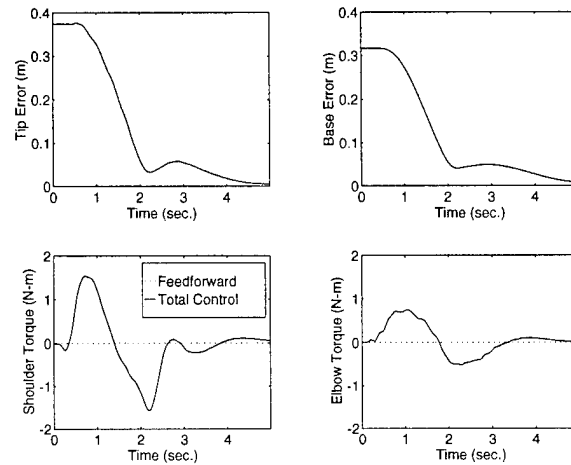 0.4
0.3
0.2
0.1
0
Tip Error (m)
0 1 2 3 4
Time (sec.)
0.4
0.3
0.2
0.1
0
Base Error (m)
0 1 2 3 4
Time (sec.)
2
1
0
-1
-2
Shoulder Torque (N-m)
Feedforward
Total Control
0 1 2 3 4
Time (sec.)
2
1
0
-1
-2
Elbow Torque (N-m)
0 1 2 3 4
Time (sec.)